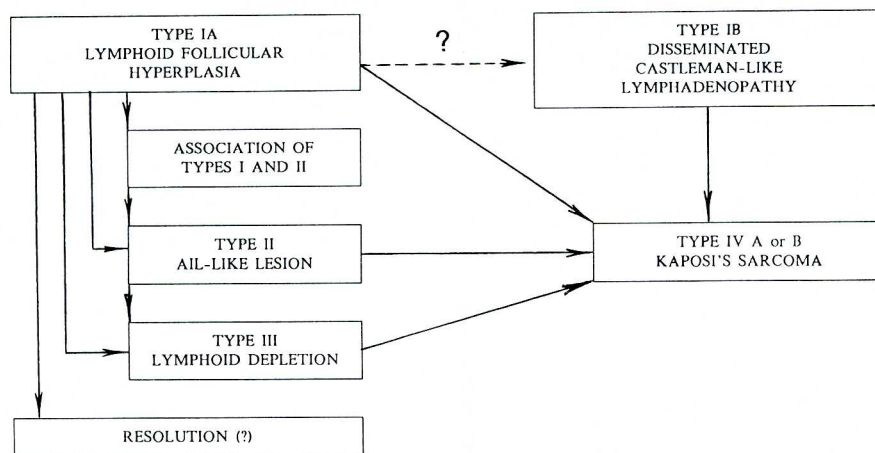 TYPE IA
LYMPHOID FOLLICULAR
HYPERPLASIA
?
TYPE IB
DISSEMINATED
CASTLEMAN-LIKE
LYMPHADENOPATHY
ASSOCIATION OF
TYPES I AND II
TYPE II
AIL-LIKE LESION
TYPE IV A or B
KAPOSI'S SARCOMA
TYPE III
LYMPHOID DEPLETION
RESOLUTION (?)